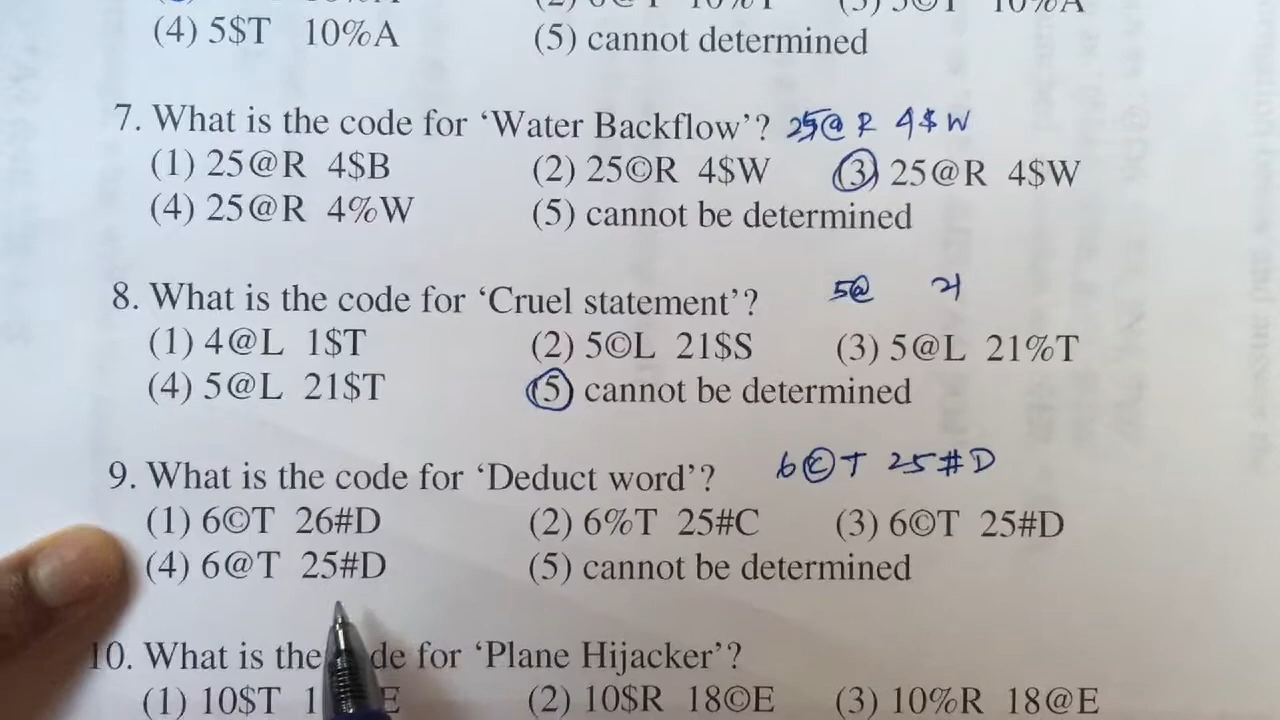 (4) 5$T 10%A (5) cannot determined
7. What is the code for ‘Water Backflow’? 25@R 4$W
(1) 25@R 4$B (2) 25©R 4$W (3) 25@R 4$W
(4) 25@R 4%W (5) cannot be determined
8. What is the code for ‘Cruel statement’? 5@ 21
(1) 4@L 1$T (2) 5©L 21$S (3) 5@L 21%T
(4) 5@L 21$T (5) cannot be determined
9. What is the code for ‘Deduct word’? 6©T 25#D
(1) 6©T 26#D (2) 6%T 25#C (3) 6©T 25#D
(4) 6@T 25#D (5) cannot be determined
10. What is the de for ‘Plane Hijacker’?
(1) 10$T 1 E (2) 10$R 18©E (3) 10%R 18@E